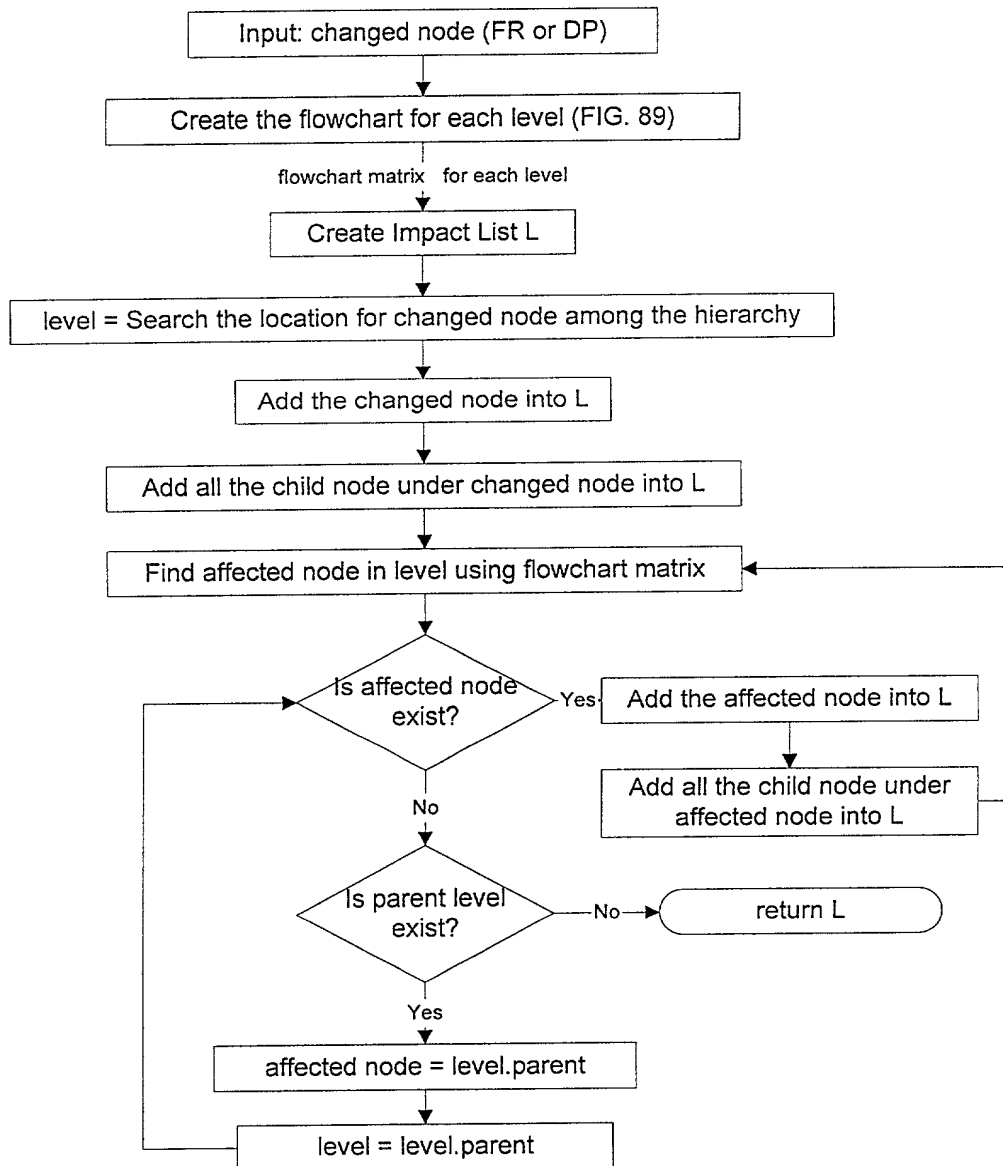 Input: changed node (FR or DP)
Create the flowchart for each level (FIG. 89)
flowchart matrix for each level
Create Impact List L
level = Search the location for changed node among the hierarchy
Add the changed node into L
Add all the child node under changed node into L
Find affected node in level using flowchart matrix
Is affected node
exist?
Yes
Add the affected node into L
Add all the child node under
affected node into L
No
Is parent level
exist?
No
return L
Yes
affected node = level.parent
level = level.parent